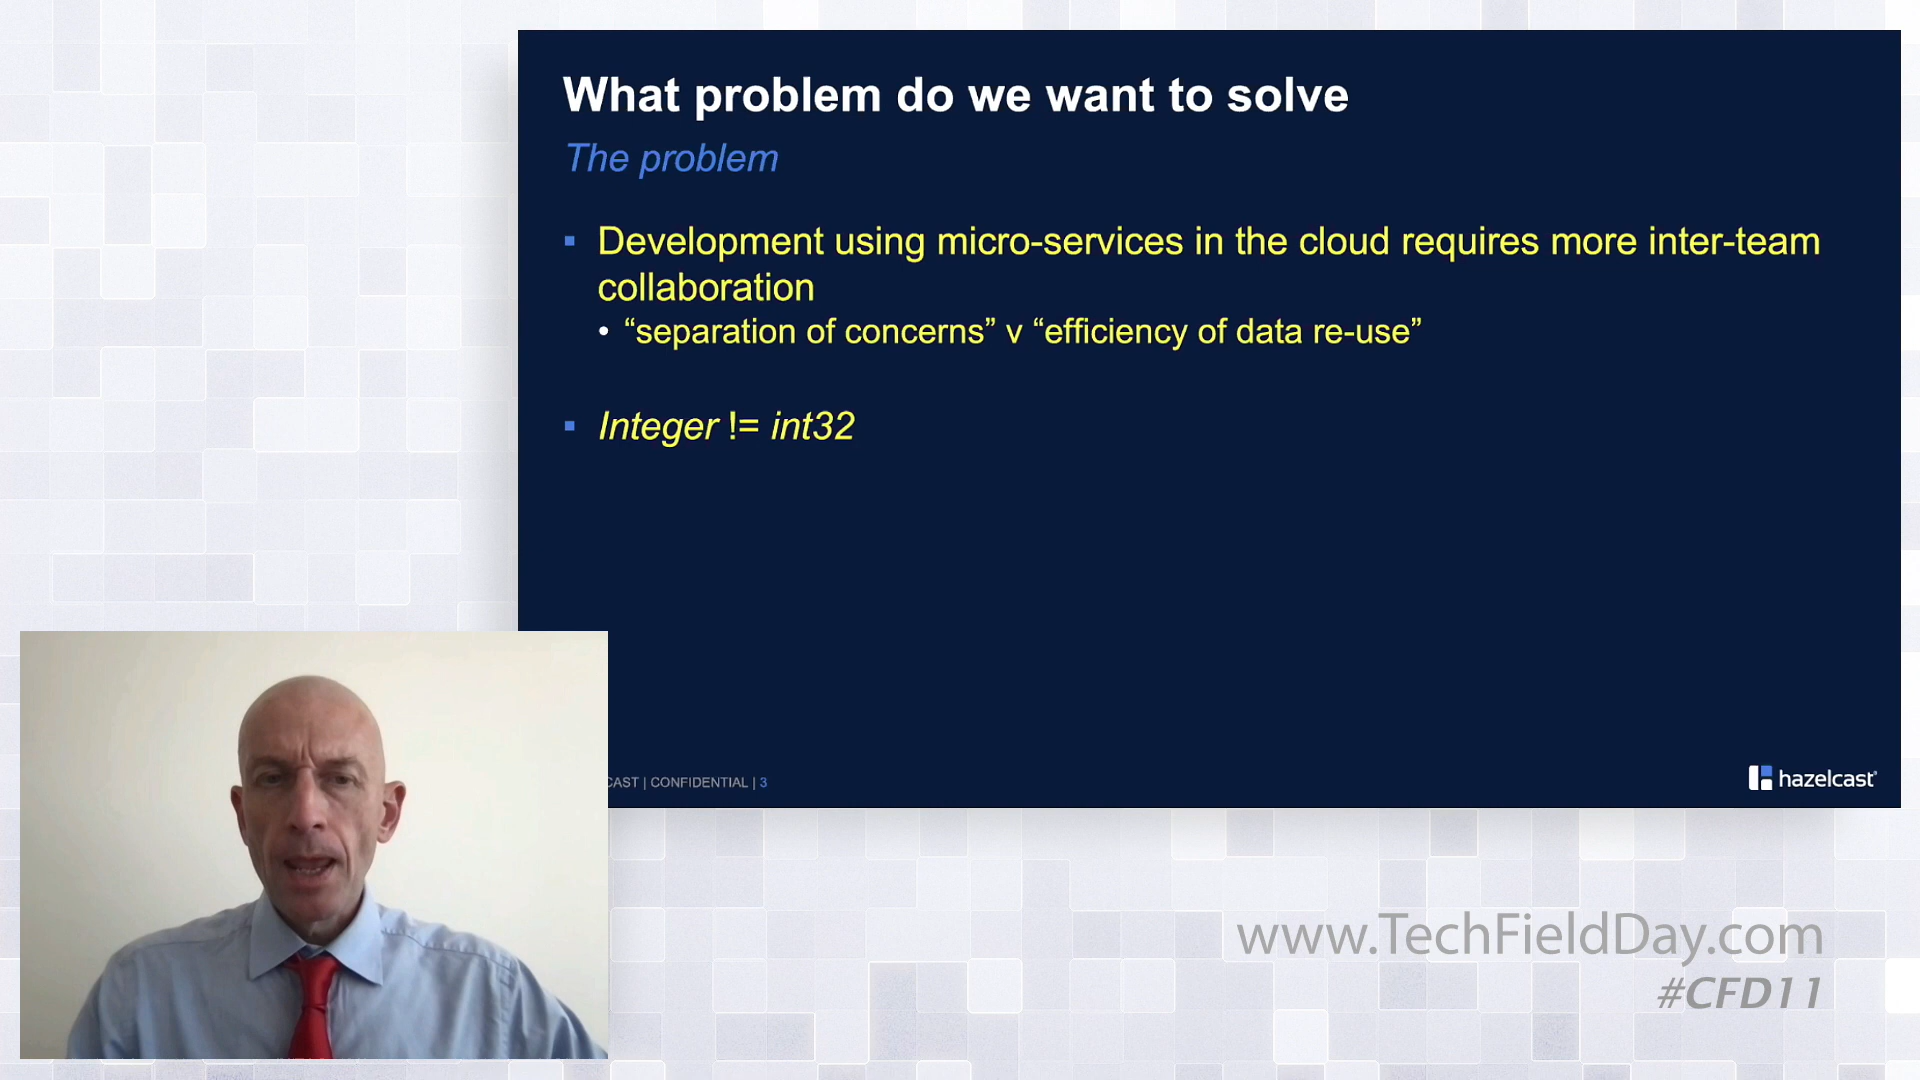 What problem do we want to solve
The problem
▪ Development using micro-services in the cloud requires more inter-team
collaboration
• “separation of concerns” v “efficiency of data re-use”
▪ Integer != int32
CAST | CONFIDENTIAL | 3
hazelcast
www.TechFieldDay.com
#CFD11